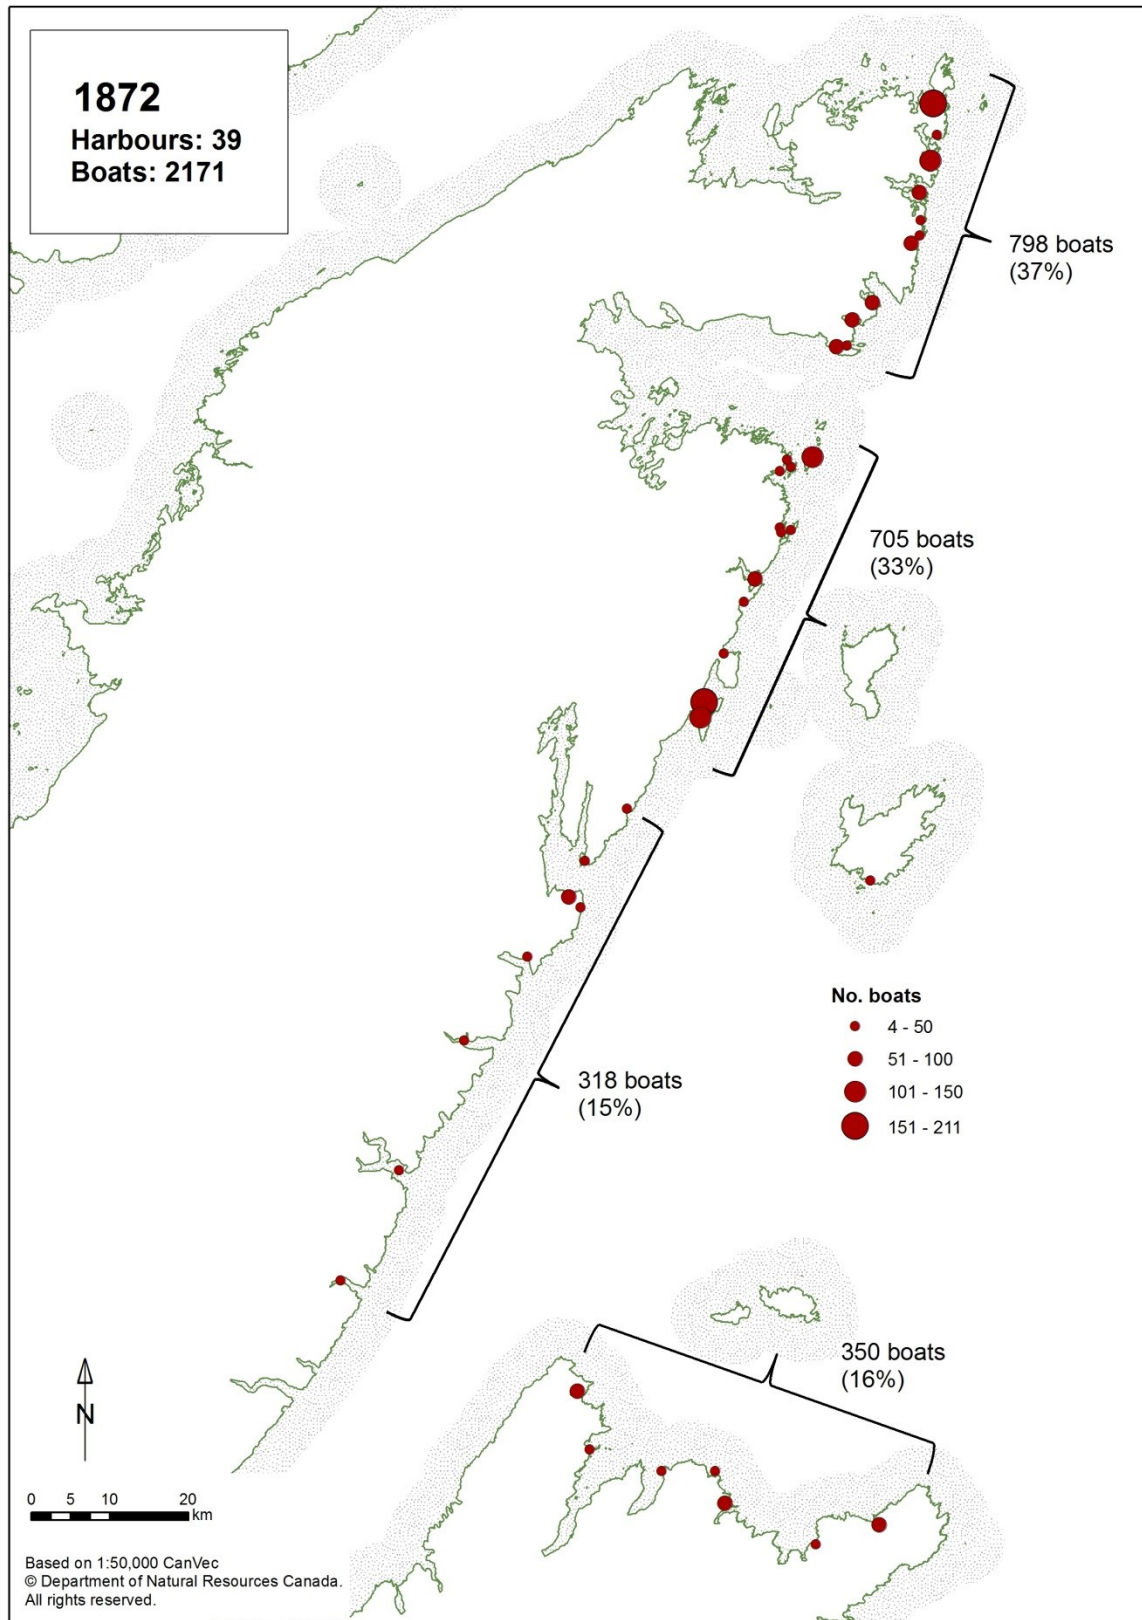 1872
Harbours: 39
Boats: 2171
798 boats
(37%)
705 boats
(33%)
No. boats
4 - 50
51 - 100
101 - 150
151 - 211
318 boats
(15%)
350 boats
(16%)
N
0 5 10 20
km
Based on 1:50,000 CanVec
© Department of Natural Resources Canada.
All rights reserved.